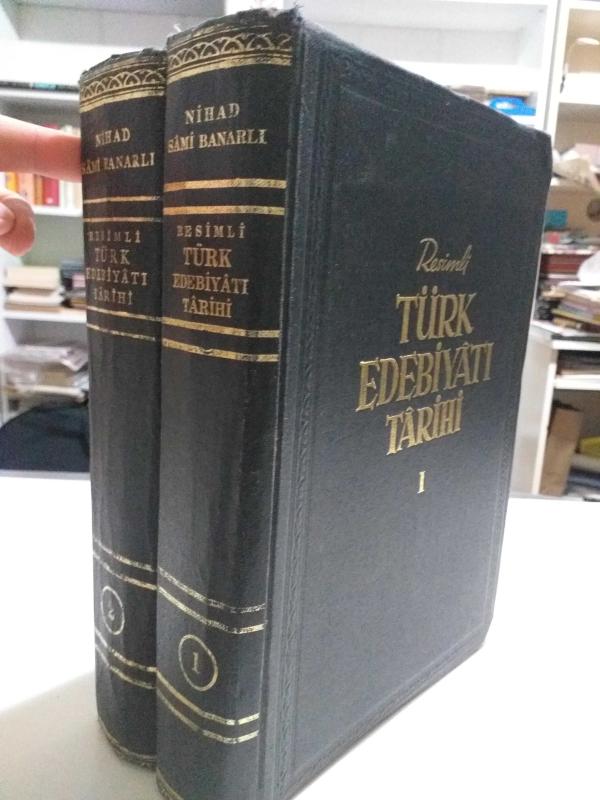 NİHAD
SÂMİ BANARLI
RESİMLİ
TÜRK
EDEBİYÂTI
TÂRİHİ
2
NİHAD
SÂMİ BANARLI
RESİMLİ
TÜRK
EDEBİYÂTI
TÂRİHİ
1
Resimli
TÜRK
EDEBİYÂTI
TÂRİHİ
I